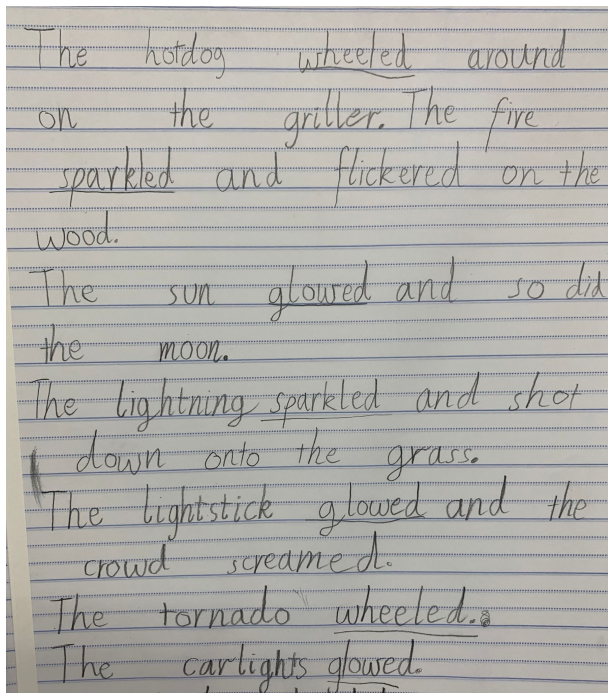 The hotdog wheeled around
on the griller. The fire
sparkled and flickered on the
wood.
The sun glowed and so did
the moon.
The lightning sparkled and shot
down onto the grass.
The lightstick glowed and the
crowd screamed.
The tornado wheeled.
The carlights glowed.